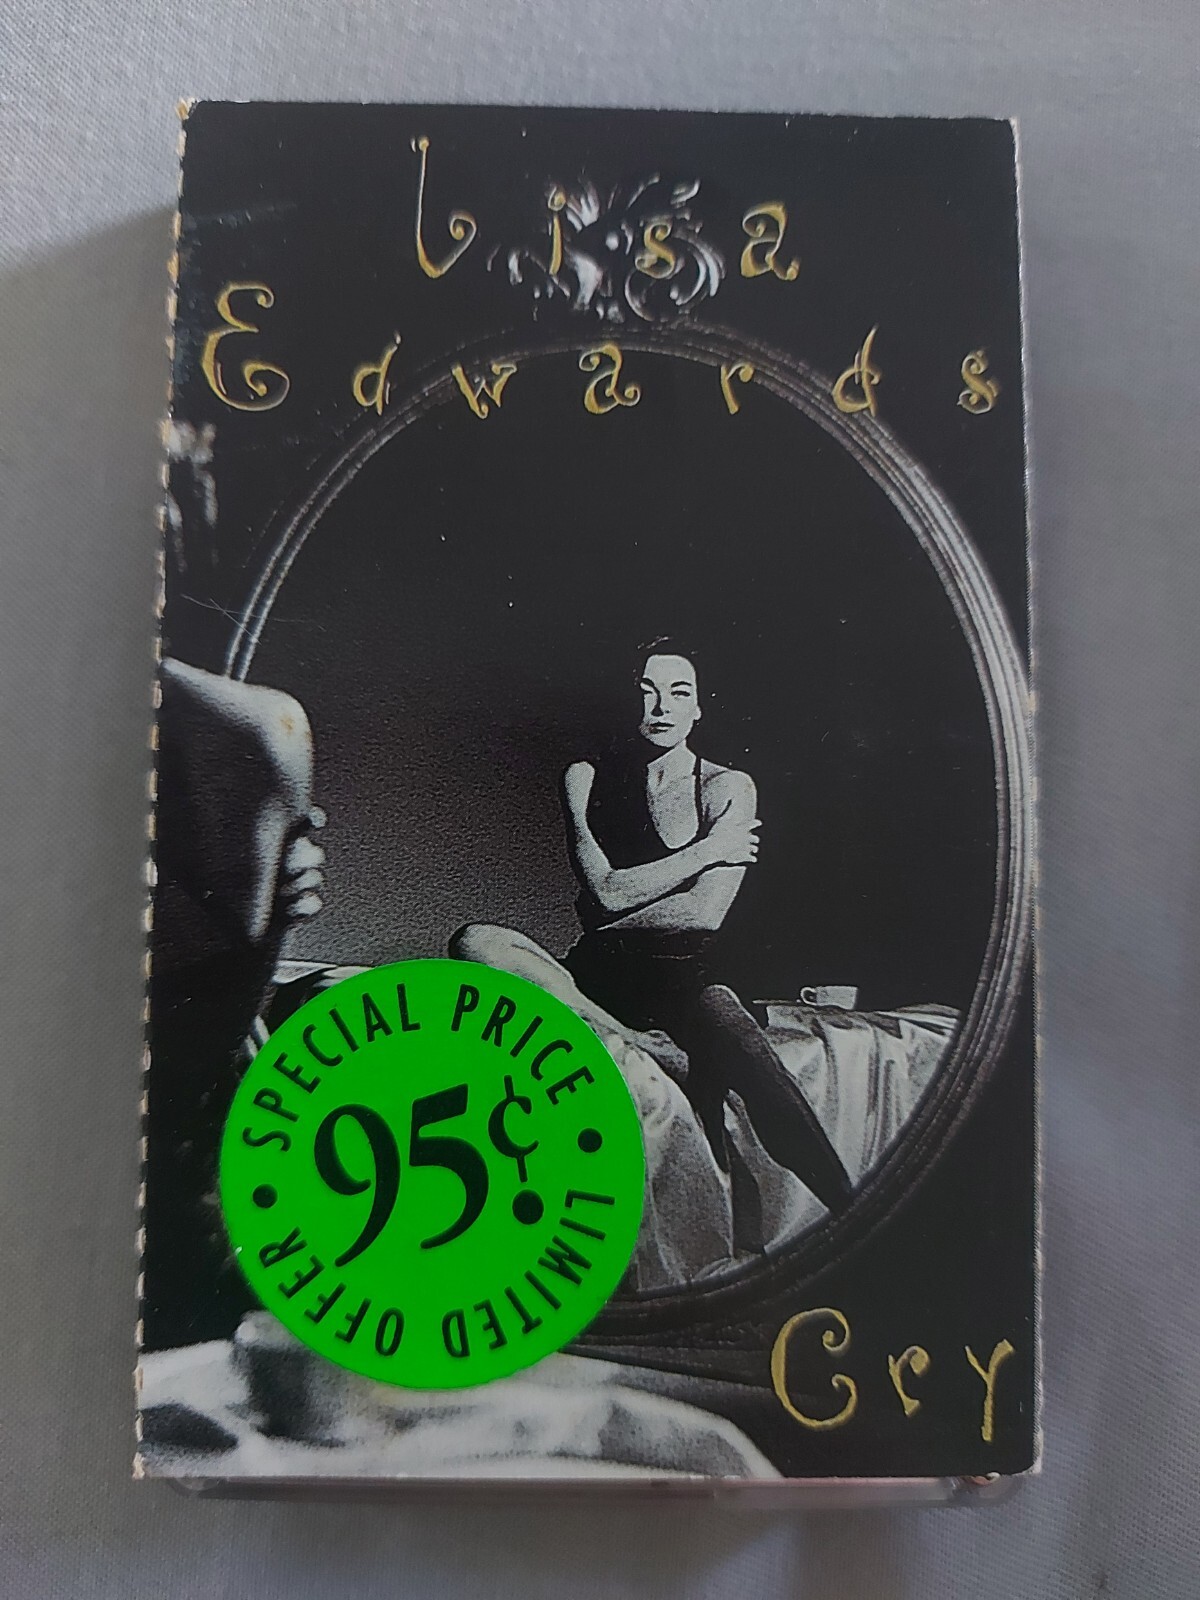 Lisa
Edwards
SPECIAL PRICE
95¢
• LIMITED OFFER •
Cry